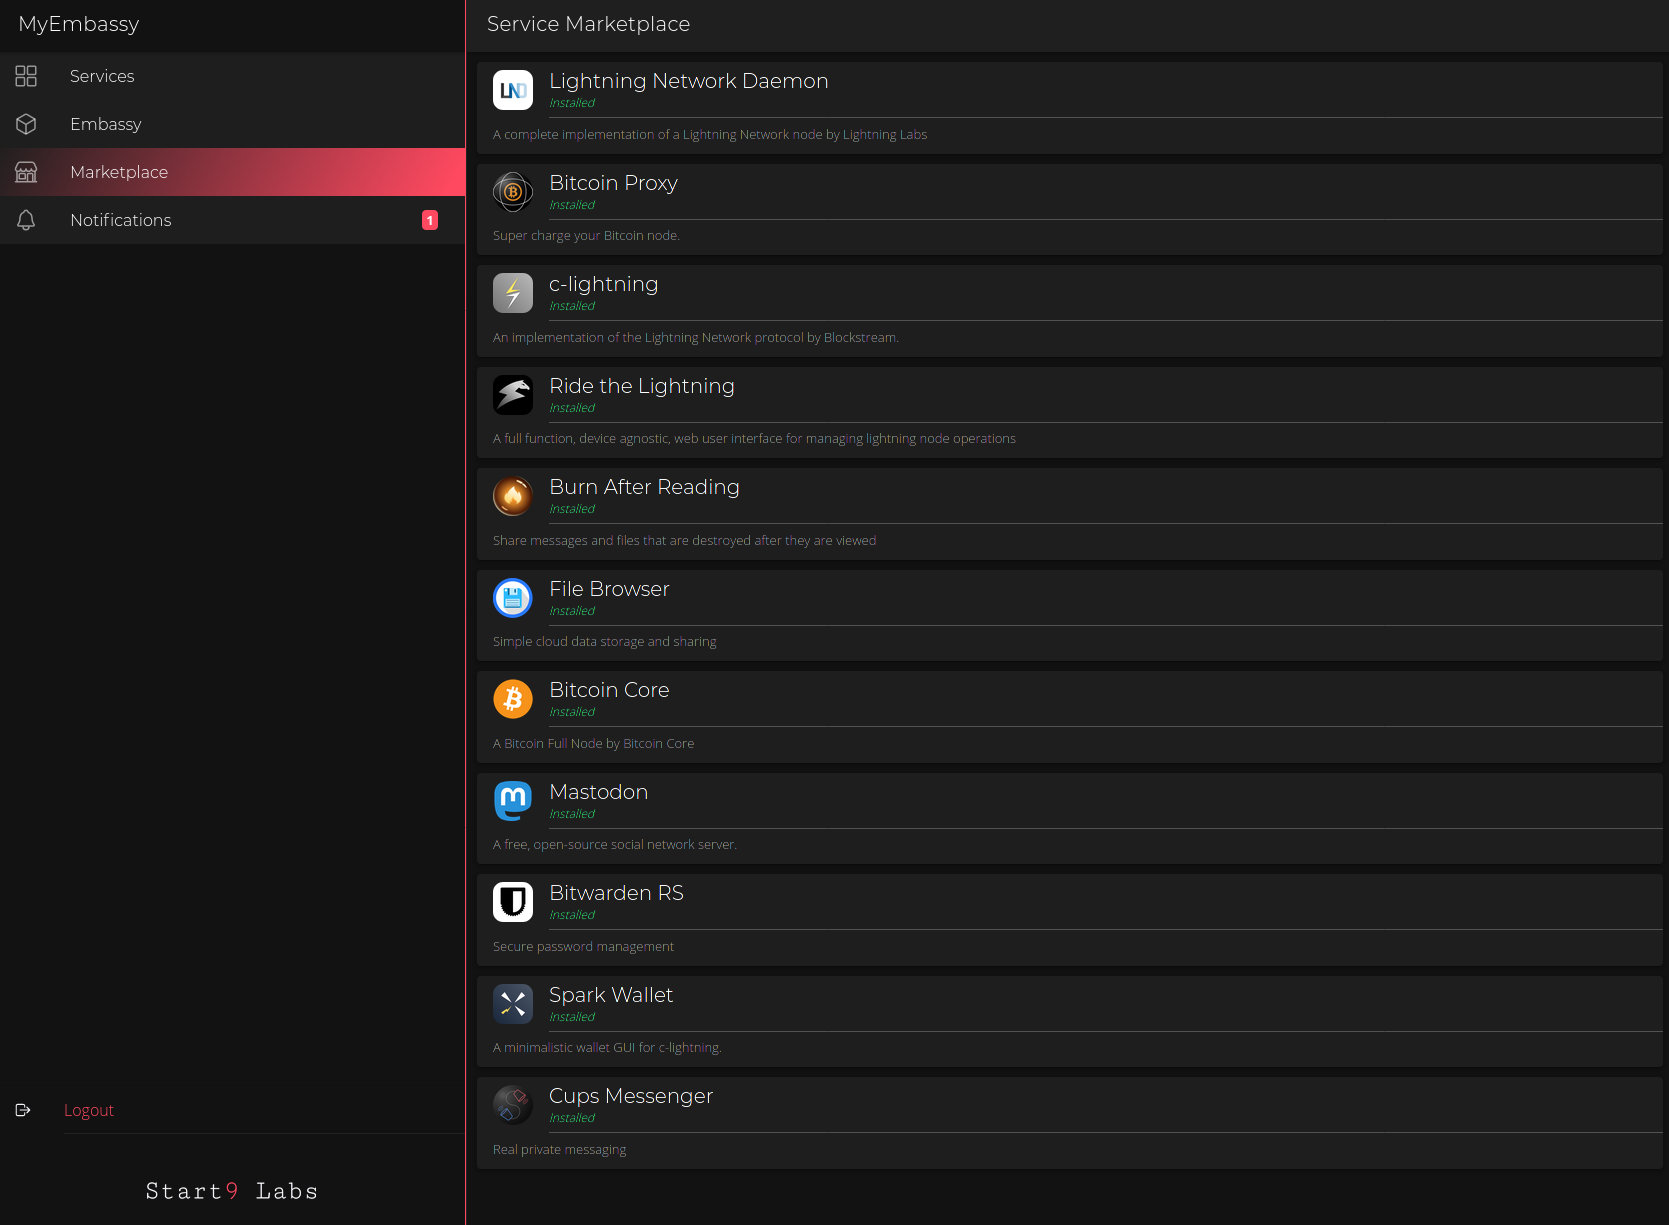 MyEmbassy
Services
Embassy
Marketplace
Notifications 1
Logout
Start9 Labs
Service Marketplace
LND
Lightning Network Daemon
Installed
A complete implementation of a Lightning Network node by Lightning Labs
Bitcoin Proxy
Installed
Super charge your Bitcoin node.
c-lightning
Installed
An implementation of the Lightning Network protocol by Blockstream.
Ride the Lightning
Installed
A full function, device agnostic, web user interface for managing lightning node operations
Burn After Reading
Installed
Share messages and files that are destroyed after they are viewed
File Browser
Installed
Simple cloud data storage and sharing
Bitcoin Core
Installed
A Bitcoin Full Node by Bitcoin Core
Mastodon
Installed
A free, open-source social network server.
Bitwarden RS
Installed
Secure password management
Spark Wallet
Installed
A minimalistic wallet GUI for c-lightning.
Cups Messenger
Installed
Real private messaging